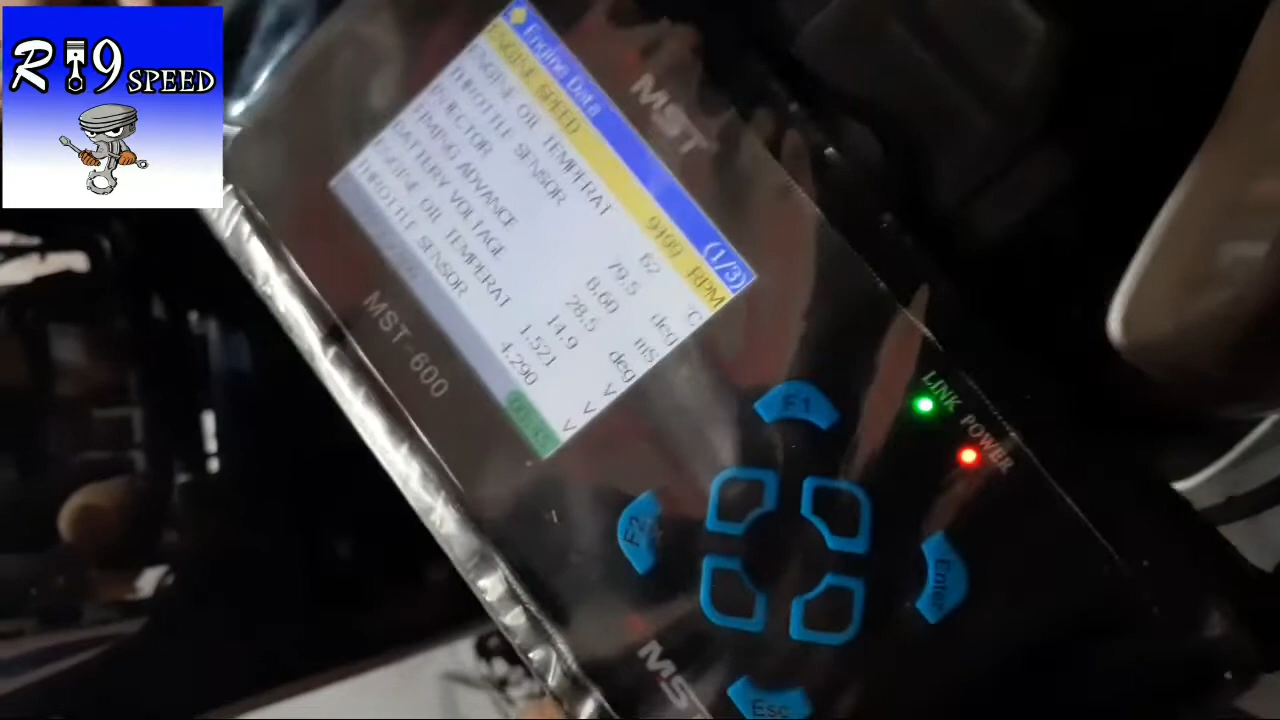 R 9 SPEED
MST
Engine Data (1/3)
ENGINE SPEED 9199 RPM
ENGINE OIL TEMPERAT 62 °C
THROTTLE SENSOR 79.5 deg
INJECTOR 8.60 mS
TIMING ADVANCE 28.5 deg
BATTERY VOLTAGE 14.9 V
ENGINE OIL TEMPERAT 1.521 V
THROTTLE SENSOR 4.290 V
MST-600
LINK
POWER
F1
F2
Enter
Esc